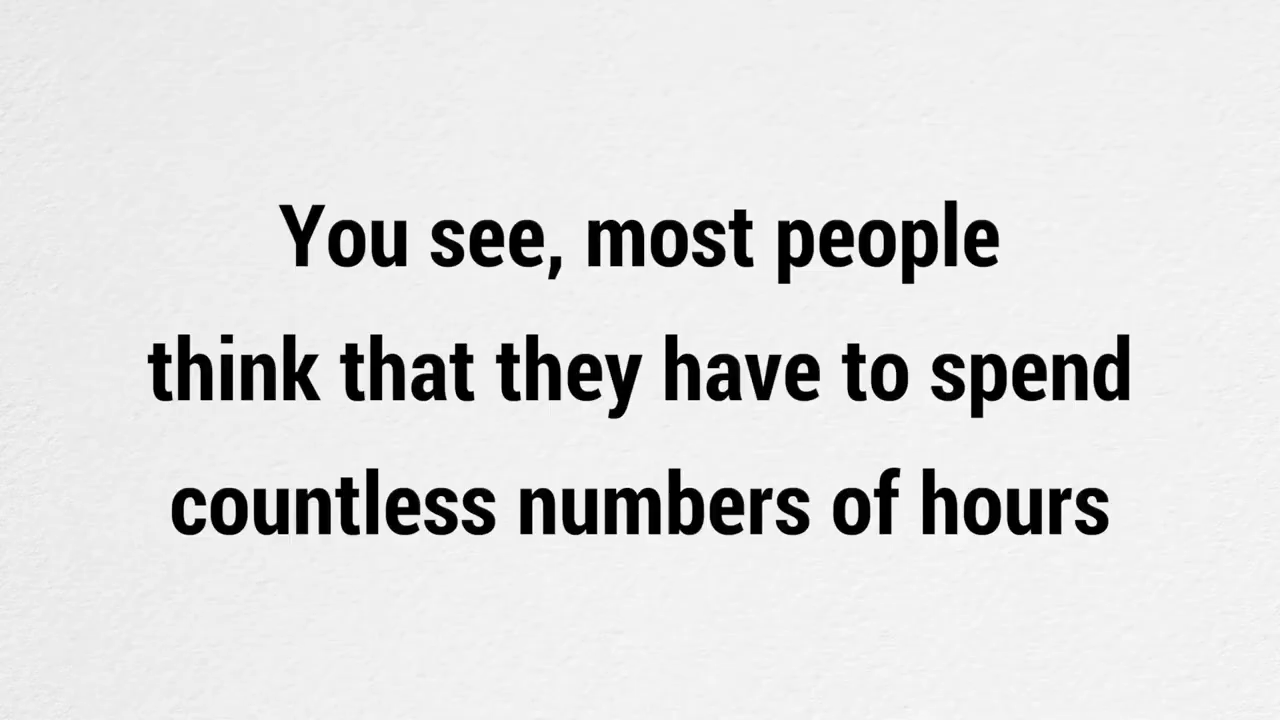 You see, most people
think that they have to spend
countless numbers of hours